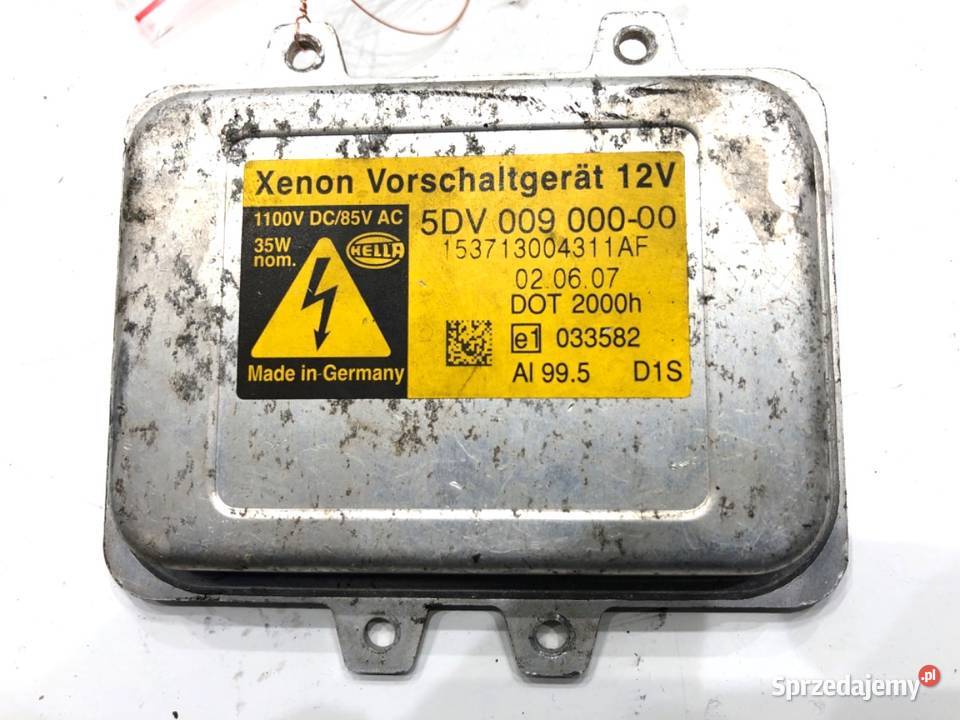 Xenon Vorschaltgerät 12V
1100V DC/85V AC
35W
nom.
HELLA
Made in Germany
5DV 009 000-00
153713004311AF
02.06.07
DOT 2000h
e1 033582
Al 99.5 D1S
Sprzedajemy.pl